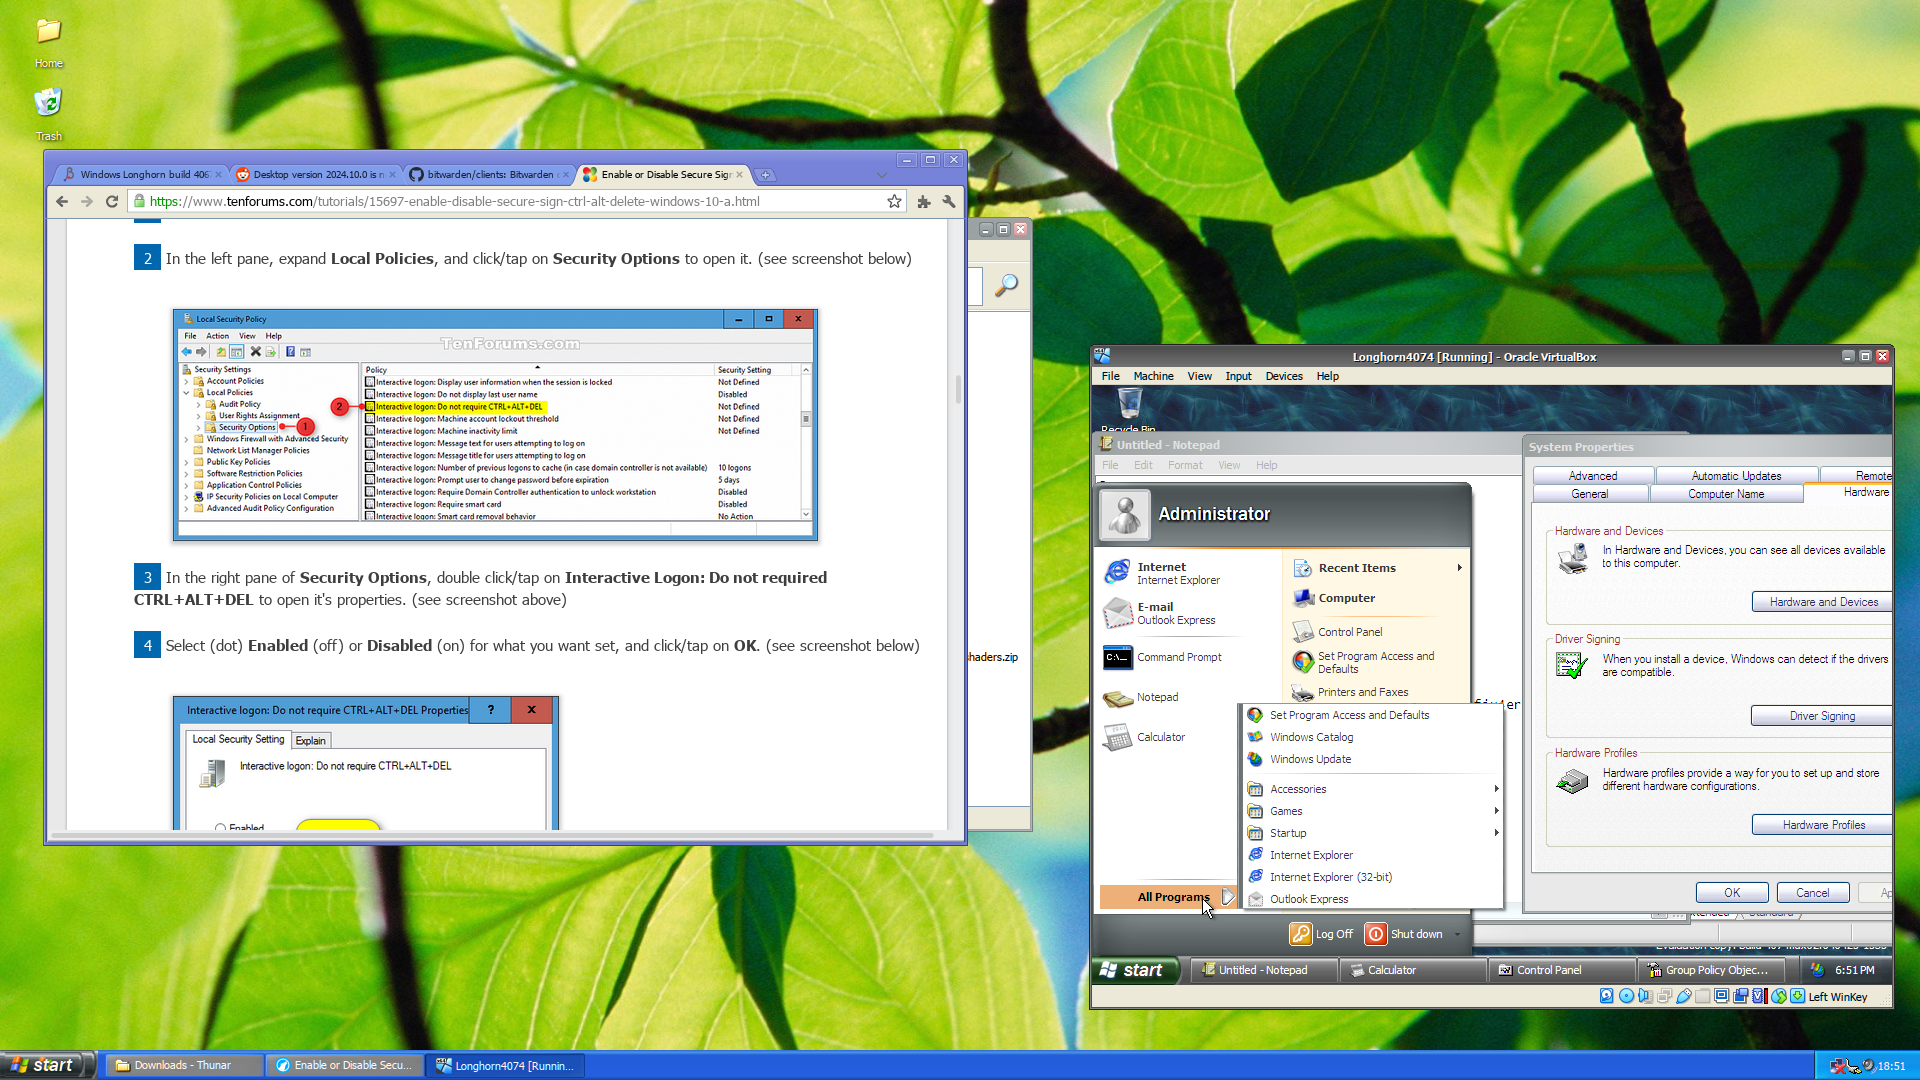 Home
Trash
Windows Longhorn build 406
Desktop version 2024.10.0 is n
bitwarden/clients: Bitwarden c
Enable or Disable Secure Sign
https://www.tenforums.com/tutorials/15697-enable-disable-secure-sign-ctrl-alt-delete-windows-10-a.html
2 In the left pane, expand Local Policies, and click/tap on Security Options to open it. (see screenshot below)
Local Security Policy
File Action View Help
TenForums.com
Security Settings
Account Policies
Local Policies
Audit Policy
User Rights Assignment
Security Options
Windows Firewall with Advanced Security
Network List Manager Policies
Public Key Policies
Software Restriction Policies
Application Control Policies
IP Security Policies on Local Computer
Advanced Audit Policy Configuration
1
2
Policy Security Setting
Interactive logon: Display user information when the session is locked Not Defined
Interactive logon: Do not display last user name Disabled
Interactive logon: Do not require CTRL+ALT+DEL Not Defined
Interactive logon: Machine account lockout threshold Not Defined
Interactive logon: Machine inactivity limit Not Defined
Interactive logon: Message text for users attempting to log on
Interactive logon: Message title for users attempting to log on
Interactive logon: Number of previous logons to cache (in case domain controller is not available) 10 logons
Interactive logon: Prompt user to change password before expiration 5 days
Interactive logon: Require Domain Controller authentication to unlock workstation Disabled
Interactive logon: Require smart card Disabled
Interactive logon: Smart card removal behavior No Action
3 In the right pane of Security Options, double click/tap on Interactive Logon: Do not required
CTRL+ALT+DEL to open it's properties. (see screenshot above)
4 Select (dot) Enabled (off) or Disabled (on) for what you want set, and click/tap on OK. (see screenshot below)
Interactive logon: Do not require CTRL+ALT+DEL Properties ?
Local Security Setting Explain
Interactive logon: Do not require CTRL+ALT+DEL
Enabled
haders.zip
Longhorn4074 [Running] - Oracle VirtualBox
File Machine View Input Devices Help
Recycle Bin
Untitled - Notepad
File Edit Format View Help
Administrator
Internet
Internet Explorer
E-mail
Outlook Express
Command Prompt
Notepad
Calculator
All Programs
Recent Items
Computer
Control Panel
Set Program Access and
Defaults
Printers and Faxes
Set Program Access and Defaults
Windows Catalog
Windows Update
Accessories
Games
Startup
Internet Explorer
Internet Explorer (32-bit)
Outlook Express
Log Off
Shut down
System Properties
Advanced Automatic Updates Remote
General Computer Name Hardware
Hardware and Devices
In Hardware and Devices, you can see all devices available
to this computer.
Hardware and Devices
Driver Signing
When you install a device, Windows can detect if the drivers
are compatible.
Driver Signing
Hardware Profiles
Hardware profiles provide a way for you to set up and store
different hardware configurations.
Hardware Profiles
OK Cancel Ap
start Untitled - Notepad Calculator Control Panel Group Policy Objec... 6:51 PM
Left WinKey
start Downloads - Thunar Enable or Disable Secu... Longhorn4074 [Runnin... 18:51